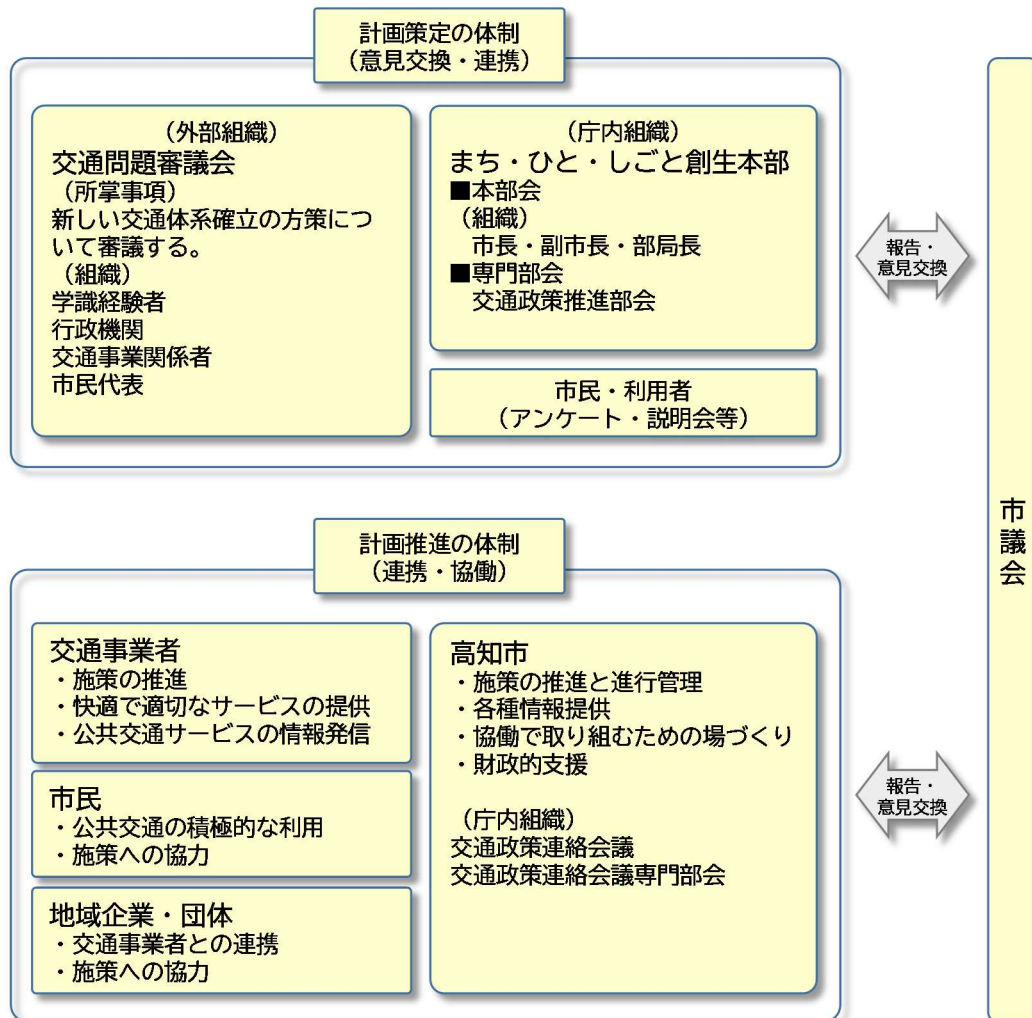 計画策定の体制
（意見交換・連携）
（外部組織）
交通問題審議会
（所掌事項）
新しい交通体系確立の方策につ
いて審議する。
（組織）
学識経験者
行政機関
交通事業関係者
市民代表
（庁内組織）
まち・ひと・しごと創生本部
■本部会
（組織）
市長・副市長・部局長
■専門部会
交通政策推進部会
市民・利用者
（アンケート・説明会等）
報告・
意見交換
市議会
計画推進の体制
（連携・協働）
交通事業者
・施策の推進
・快適で適切なサービスの提供
・公共交通サービスの情報発信
市民
・公共交通の積極的な利用
・施策への協力
地域企業・団体
・交通事業者との連携
・施策への協力
高知市
・施策の推進と進行管理
・各種情報提供
・協働で取り組むための場づくり
・財政的支援
（庁内組織）
交通政策連絡会議
交通政策連絡会議専門部会
報告・
意見交換